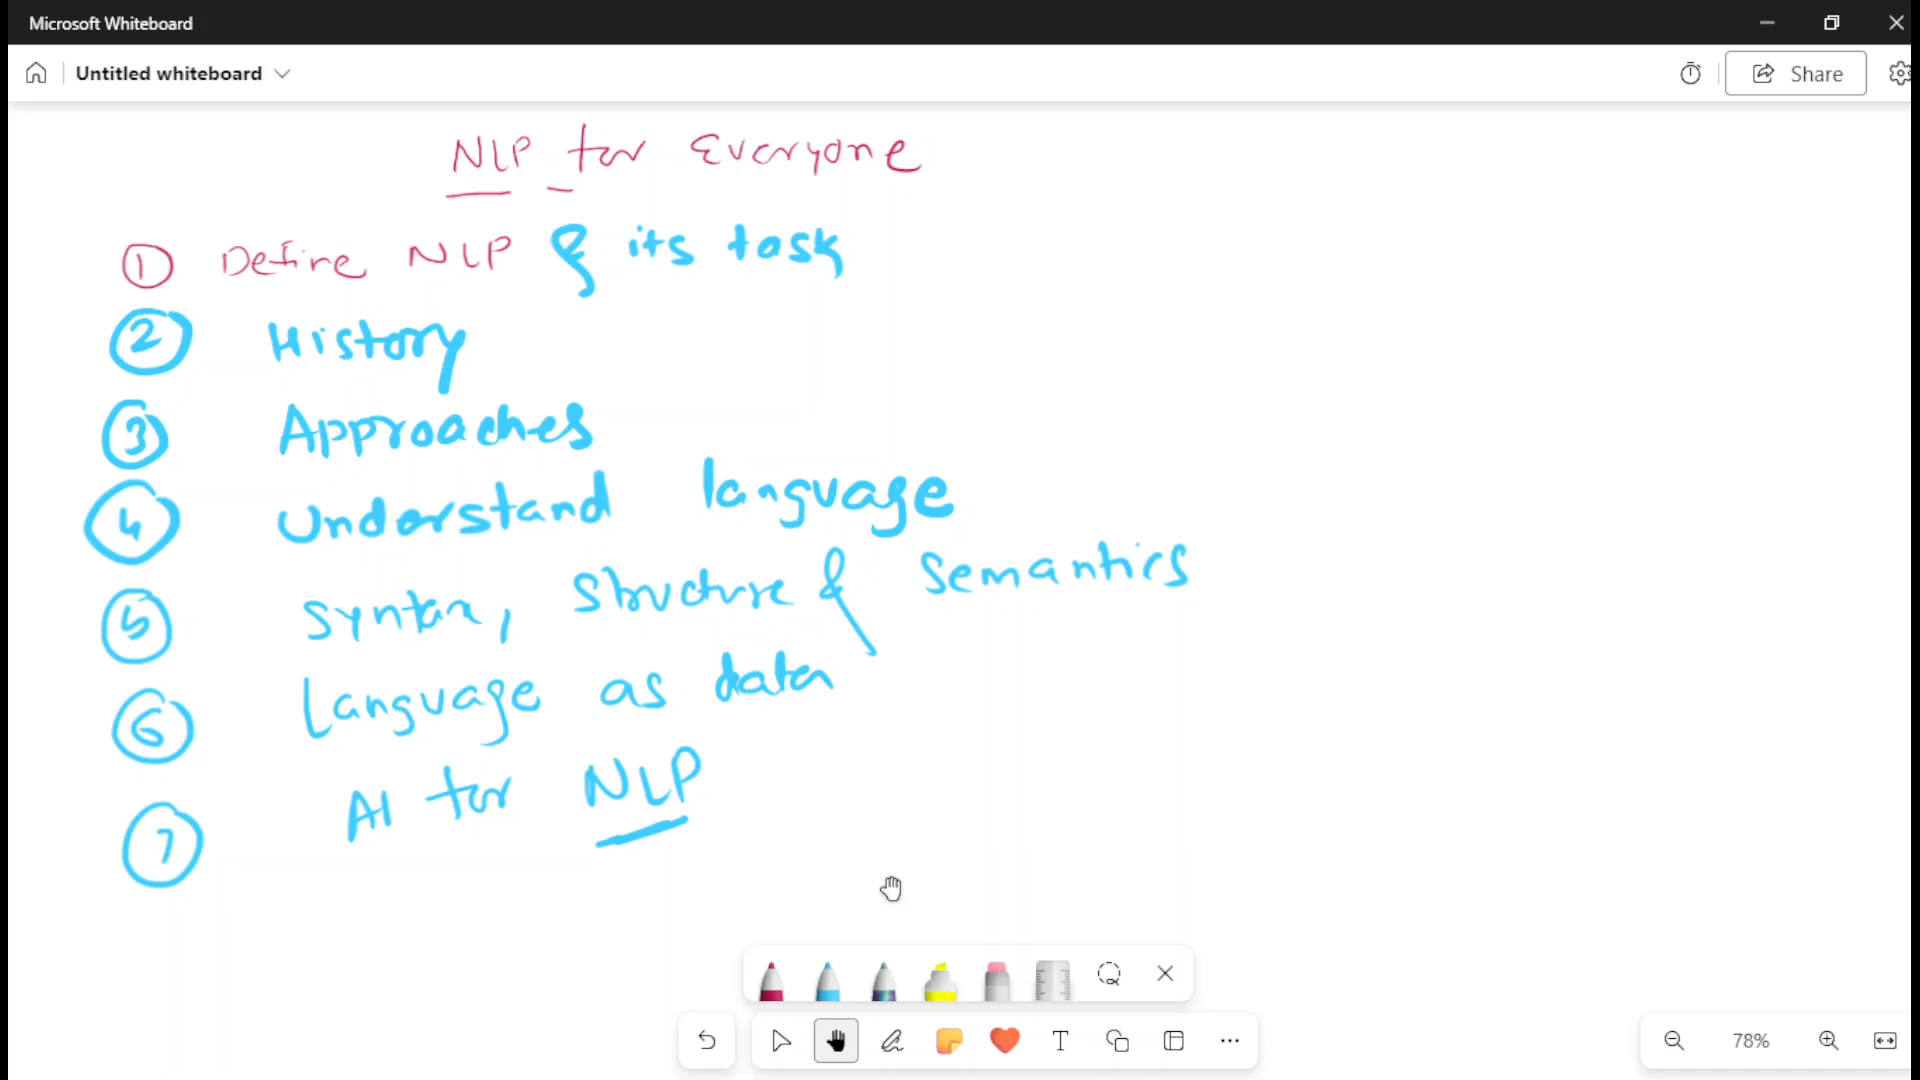 Microsoft Whiteboard
Untitled whiteboard
Share
NLP for Everyone
1 Define NLP & its task
2 History
3 Approaches
4 Understand language
5 Syntax, Structure & Semantics
6 Language as data
7 AI for NLP
T
78%